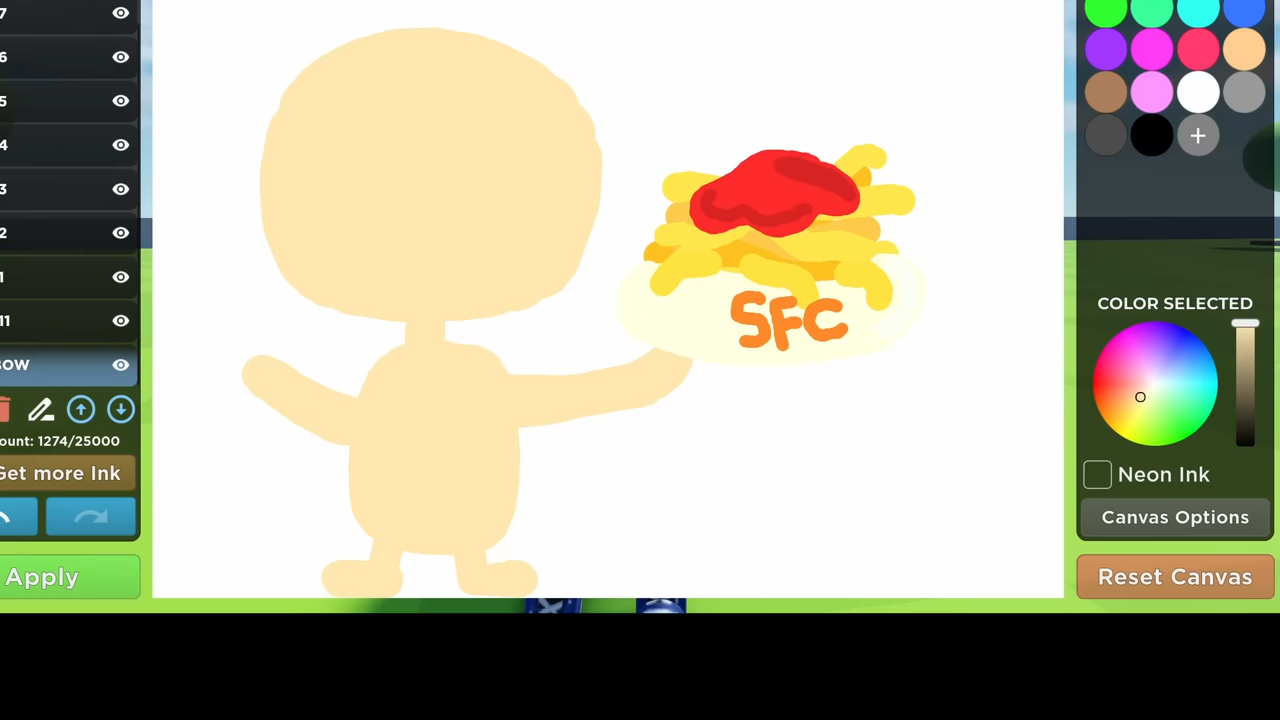 7
6
5
4
3
2
1
11
BOW
ount: 1274/25000
Get more Ink
Apply
SFC
COLOR SELECTED
Neon Ink
Canvas Options
Reset Canvas